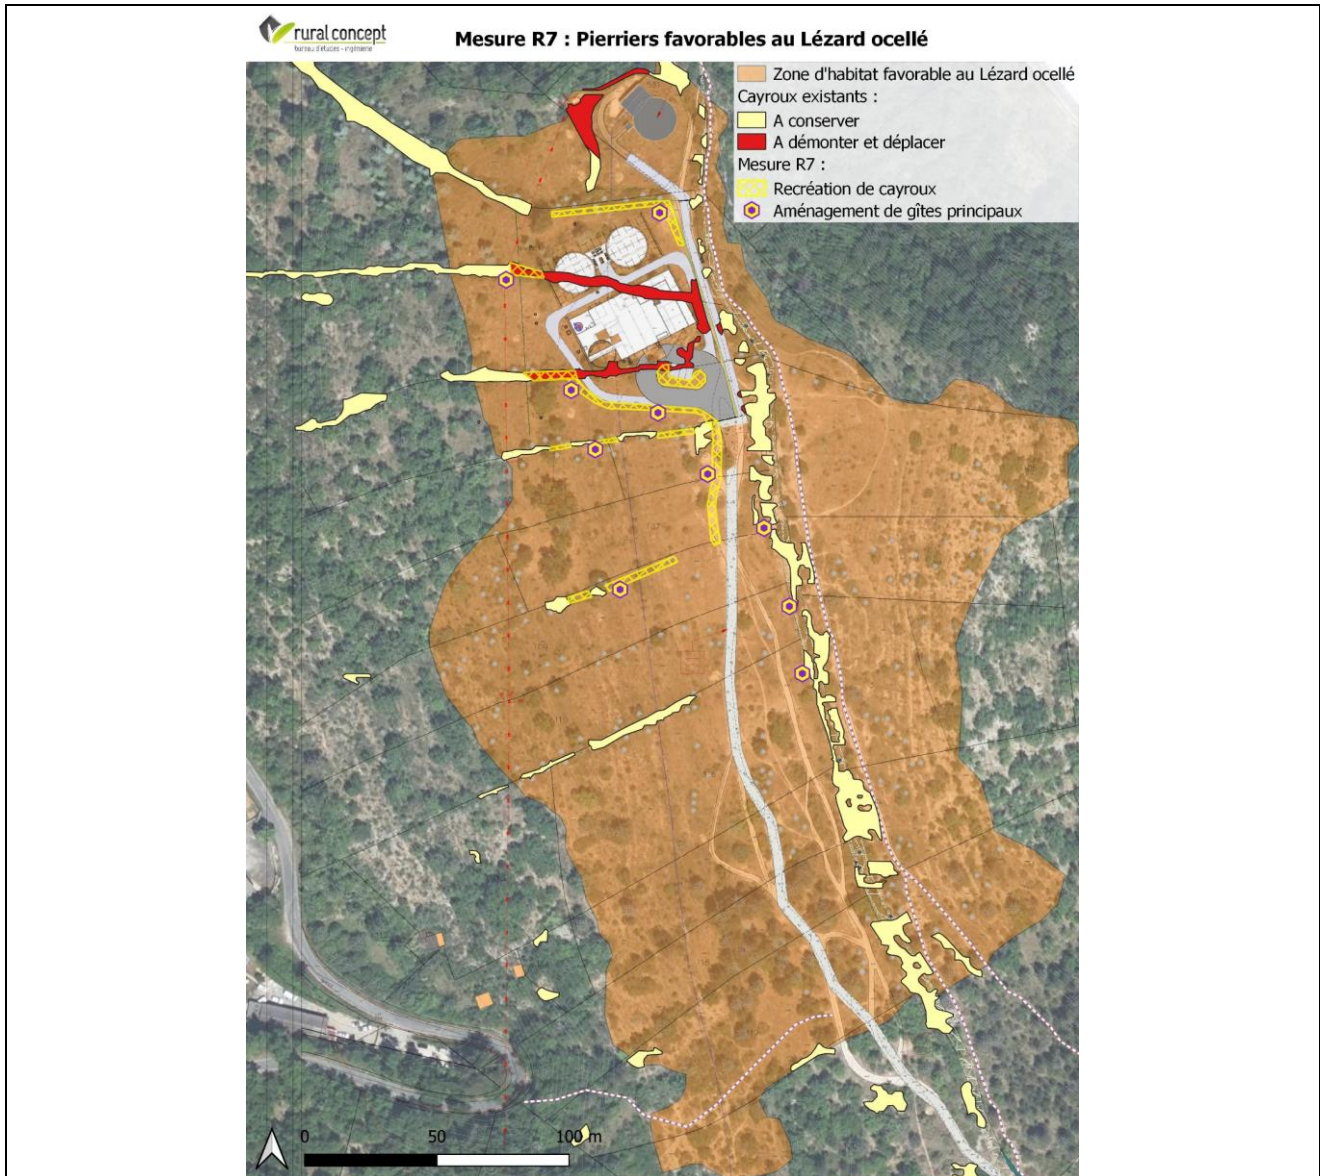 rural concept
bureau d'études - ingénierie
Mesure R7 : Pierriers favorables au Lézard ocellé
Zone d'habitat favorable au Lézard ocellé
Cayroux existants :
A conserver
A démonter et déplacer
Mesure R7 :
Recréation de cayroux
Aménagement de gîtes principaux
0 50 100 m